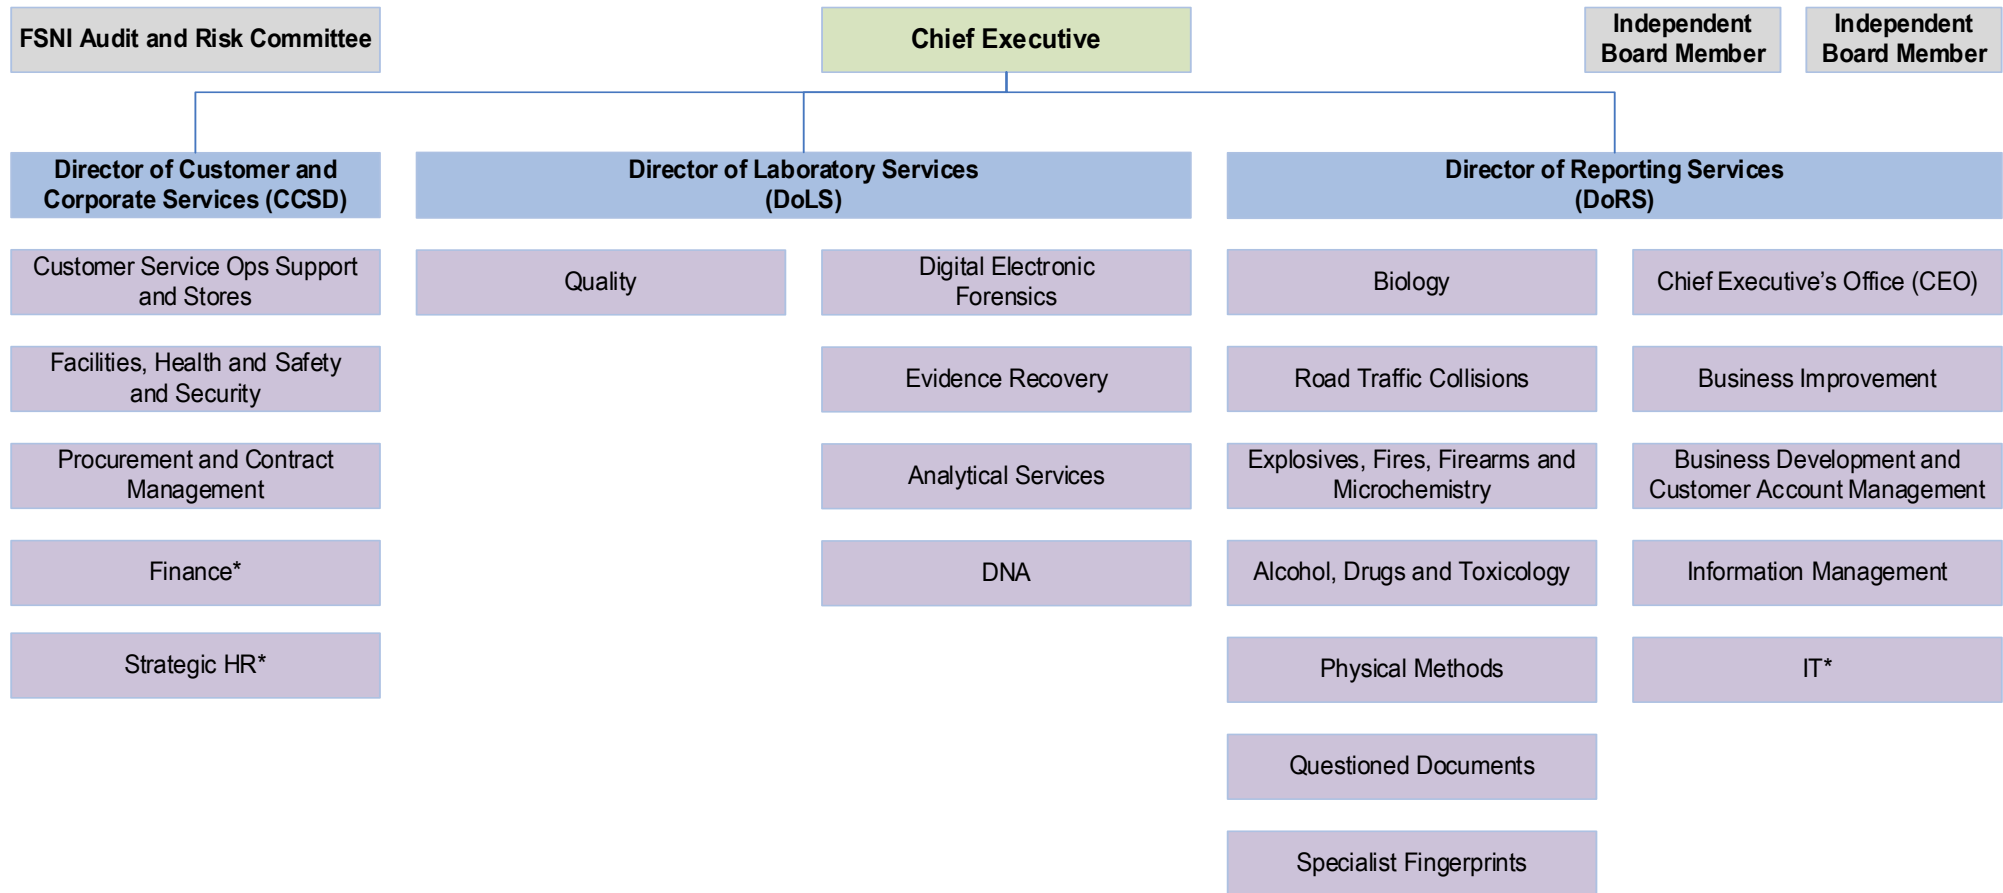 FSNI Audit and Risk Committee
Chief Executive
Independent
Board Member
Independent
Board Member
Director of Customer and
Corporate Services (CCSD)
Director of Laboratory Services
(DoLS)
Director of Reporting Services
(DoRS)
Customer Service Ops Support
and Stores
Quality
Digital Electronic
Forensics
Biology
Chief Executive’s Office (CEO)
Facilities, Health and Safety
and Security
Evidence Recovery
Road Traffic Collisions
Business Improvement
Procurement and Contract
Management
Analytical Services
Explosives, Fires, Firearms and
Microchemistry
Business Development and
Customer Account Management
Finance*
DNA
Alcohol, Drugs and Toxicology
Information Management
Strategic HR*
Physical Methods
IT*
Questioned Documents
Specialist Fingerprints